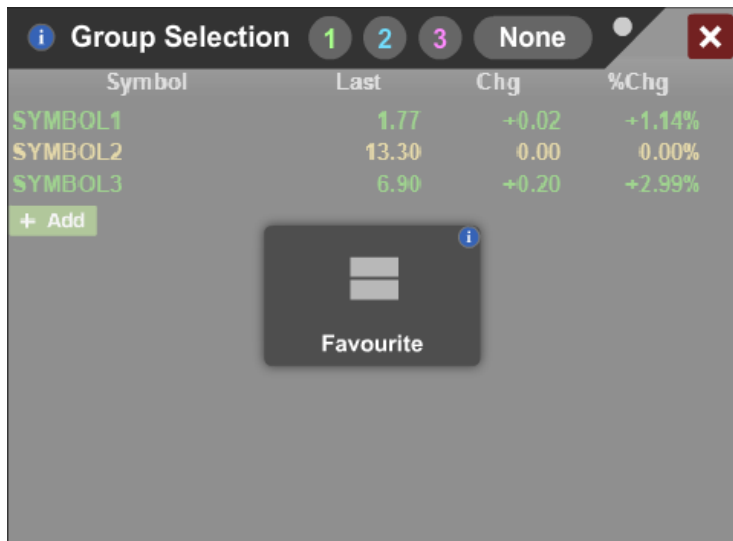 i Group Selection 1 2 3 None
Symbol Last Chg %Chg
SYMBOL1 1.77 +0.02 +1.14%
SYMBOL2 13.30 0.00 0.00%
SYMBOL3 6.90 +0.20 +2.99%
+ Add
i
Favourite